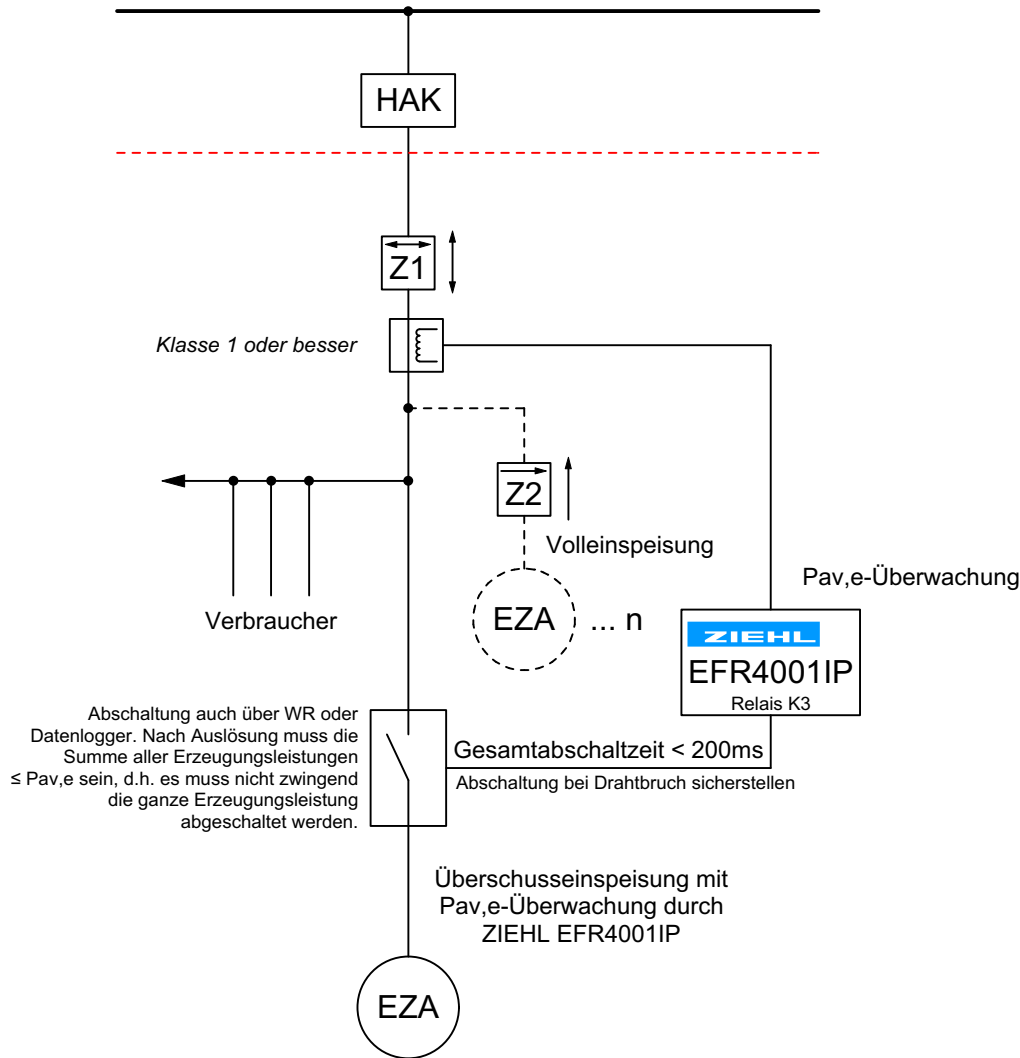 HAK
Z1
Klasse 1 oder besser
Z2
Volleinspeisung
Pav,e-Überwachung
Verbraucher
EZA
... n
ZIEHL
EFR4001IP
Relais K3
Abschaltung auch über WR oder
Datenlogger. Nach Auslösung muss die
Summe aller Erzeugungsleistungen
≤ Pav,e sein, d.h. es muss nicht zwingend
die ganze Erzeugungsleistung
abgeschaltet werden.
Gesamtabschaltzeit < 200ms
Abschaltung bei Drahtbruch sicherstellen
Überschusseinspeisung mit
Pav,e-Überwachung durch
ZIEHL EFR4001IP
EZA